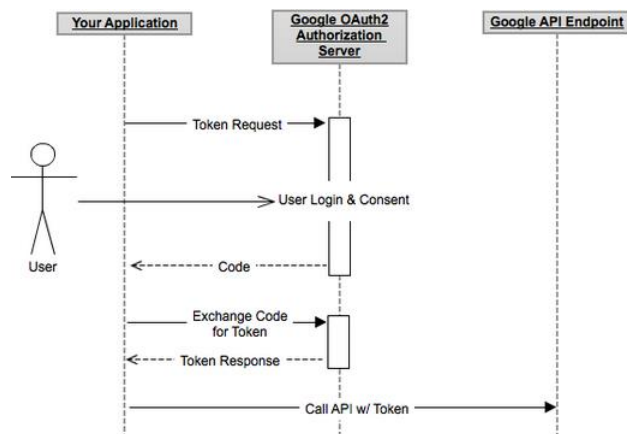 Your Application
Google OAuth2
Authorization
Server
Google API Endpoint
Token Request
User Login & Consent
User
Code
Exchange Code
for Token
Token Response
Call API w/ Token